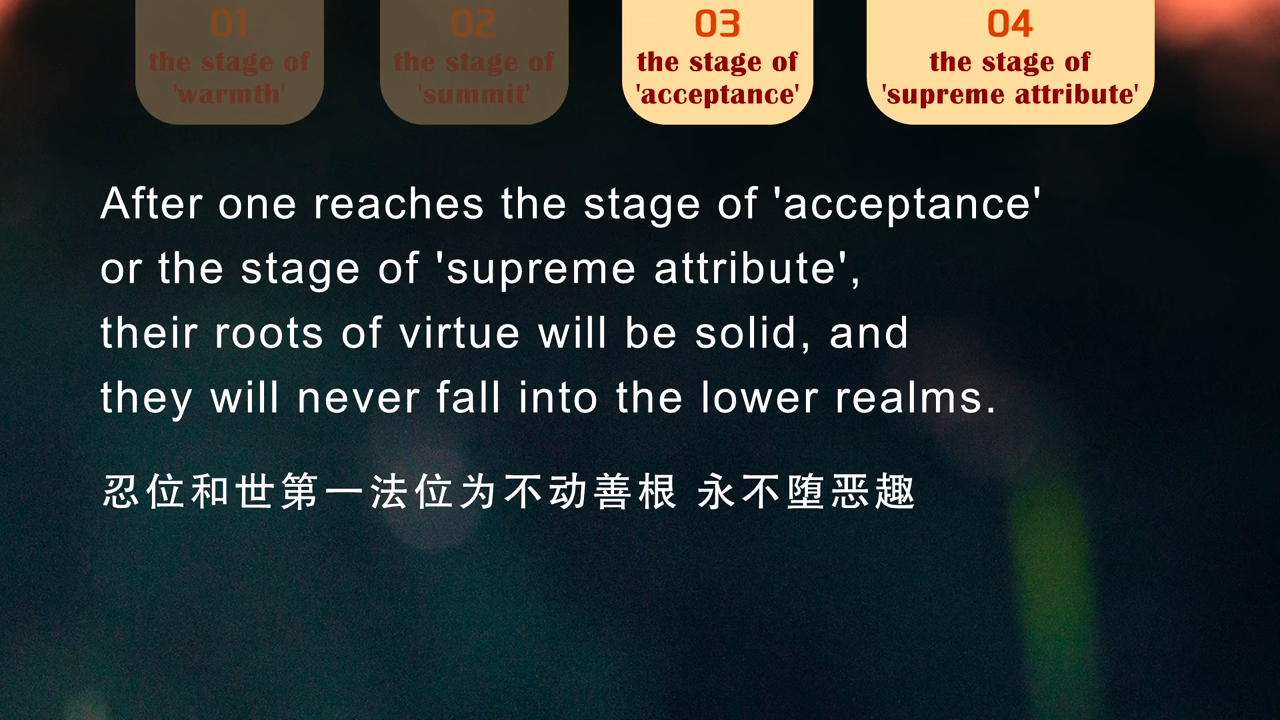 01
the stage of
'warmth'
02
the stage of
'summit'
03
the stage of
'acceptance'
04
the stage of
'supreme attribute'
After one reaches the stage of 'acceptance'
or the stage of 'supreme attribute',
their roots of virtue will be solid, and
they will never fall into the lower realms.
忍位和世第一法位为不动善根 永不堕恶趣